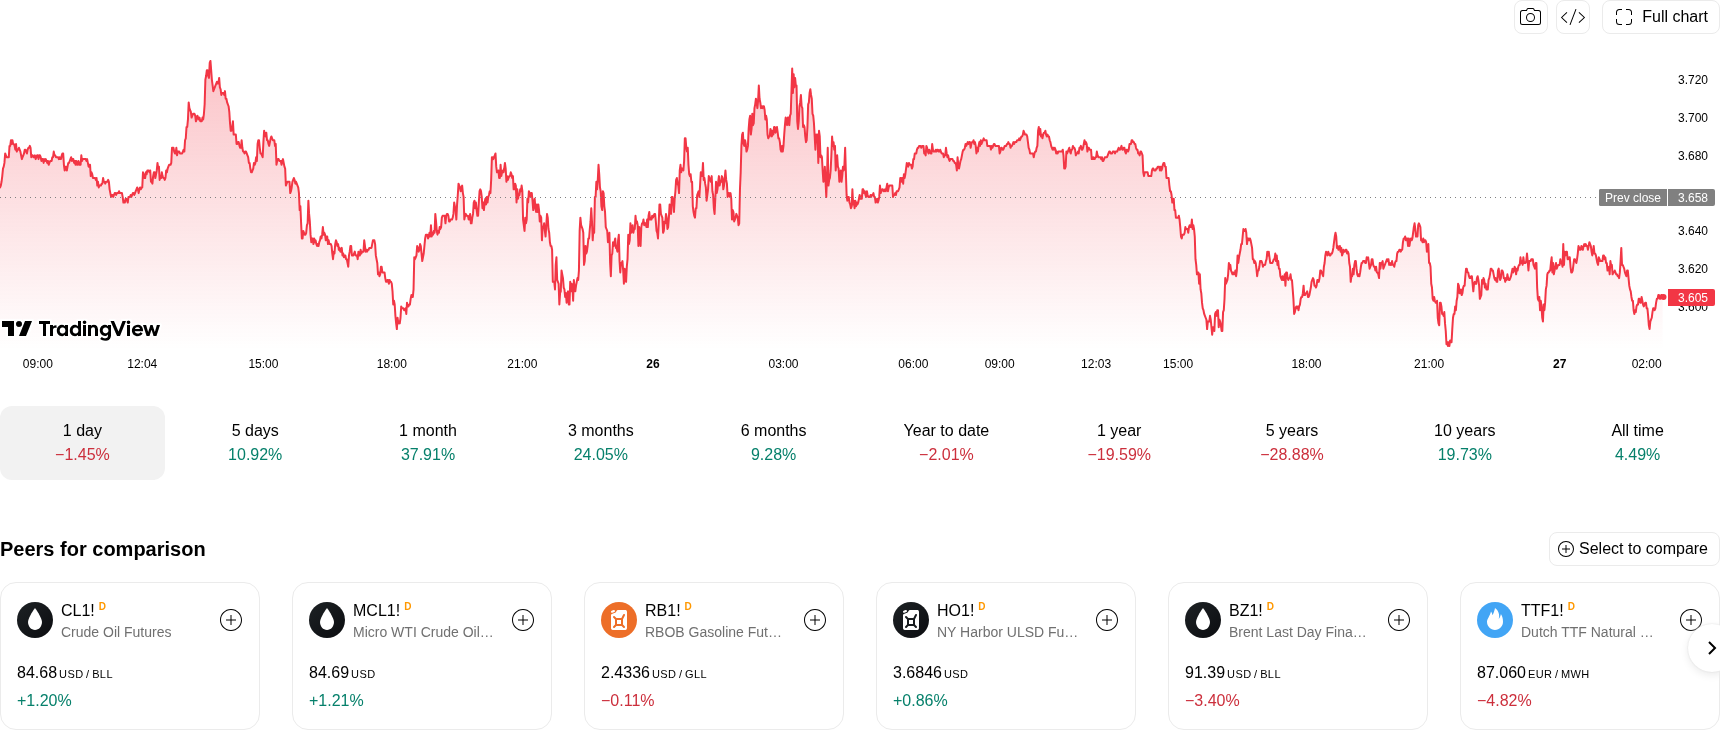 Full chart
3.720
3.700
3.680
Prev close 3.658
3.640
3.620
3.605
3.600
TradingView
09:00 12:04 15:00 18:00 21:00 26 03:00 06:00 09:00 12:03 15:00 18:00 21:00 27 02:00
1 day 5 days 1 month 3 months 6 months Year to date 1 year 5 years 10 years All time
−1.45% 10.92% 37.91% 24.05% 9.28% −2.01% −19.59% −28.88% 19.73% 4.49%
Peers for comparison
Select to compare
CL1! D
Crude Oil Futures
84.68 USD / BLL
+1.20%
MCL1! D
Micro WTI Crude Oil…
84.69 USD
+1.21%
RB1! D
RBOB Gasoline Fut…
2.4336 USD / GLL
−0.11%
HO1! D
NY Harbor ULSD Fu…
3.6846 USD
+0.86%
BZ1! D
Brent Last Day Fina…
91.39 USD / BLL
−3.40%
TTF1! D
Dutch TTF Natural …
87.060 EUR / MWH
−4.82%